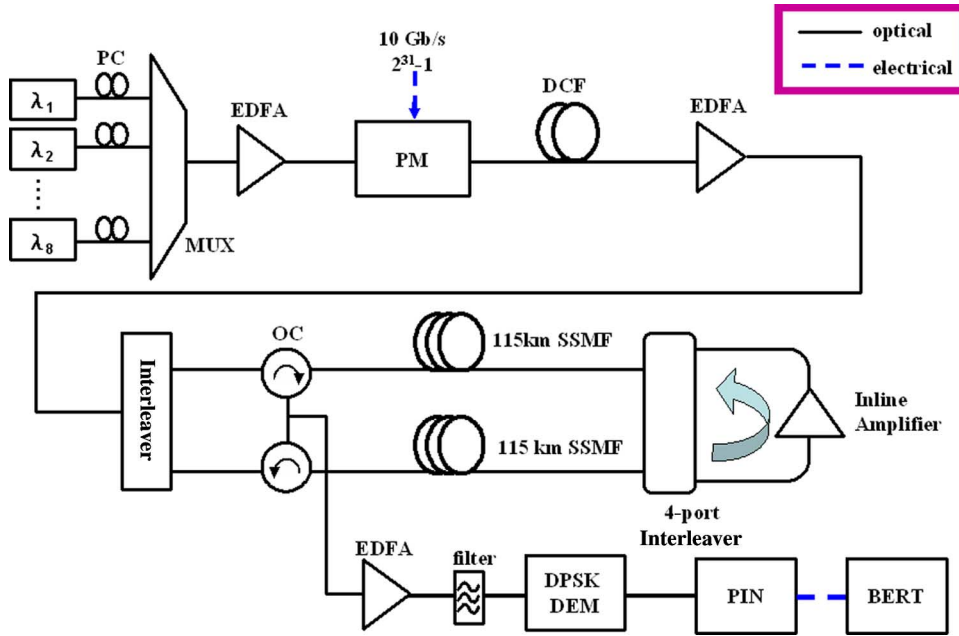 optical
electrical
10 Gb/s
2³¹-1
PC
λ₁
λ₂
λ₈
MUX
EDFA
PM
DCF
EDFA
OC
Interleaver
115km SSMF
115 km SSMF
Inline
Amplifier
4-port
Interleaver
EDFA
filter
DPSK
DEM
PIN
BERT